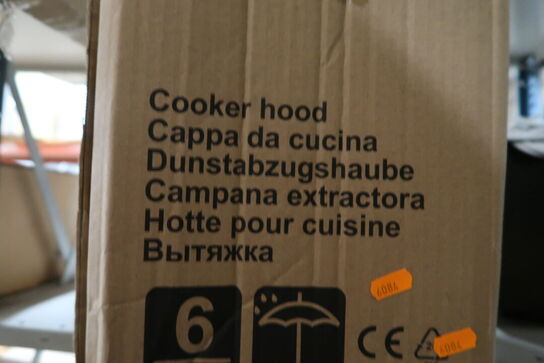 Cooker hood
Cappa da cucina
Dunstabzugshaube
Campana extractora
Hotte pour cuisine
Вытяжка
6
CE